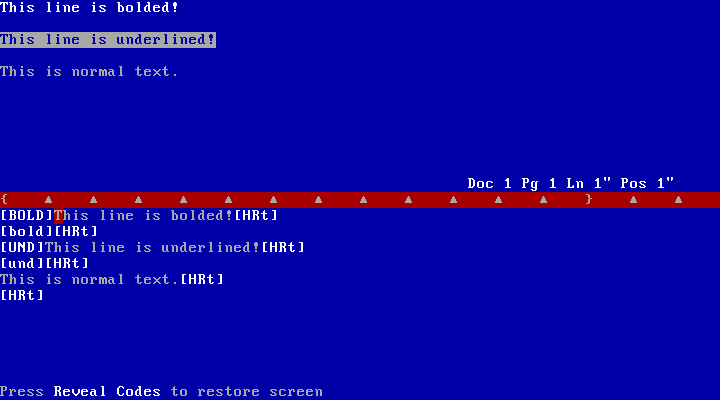 This line is bolded!
This line is underlined!
This is normal text.
Doc 1 Pg 1 Ln 1" Pos 1"
{ ▲ ▲ ▲ ▲ ▲ ▲ ▲ ▲ ▲ ▲ ▲ ▲ } ▲ ▲
[BOLD]This line is bolded![HRt]
[bold][HRt]
[UND]This line is underlined![HRt]
[und][HRt]
This is normal text.[HRt]
[HRt]
Press Reveal Codes to restore screen